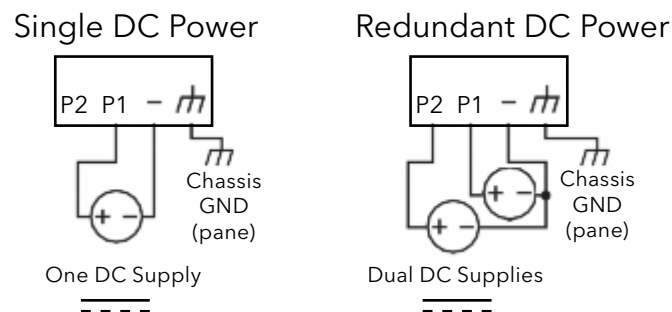 Single DC Power
P2 P1 –
Chassis
GND
(pane)
+ –
One DC Supply
Redundant DC Power
P2 P1 –
Chassis
GND
(pane)
+ –
+ –
Dual DC Supplies